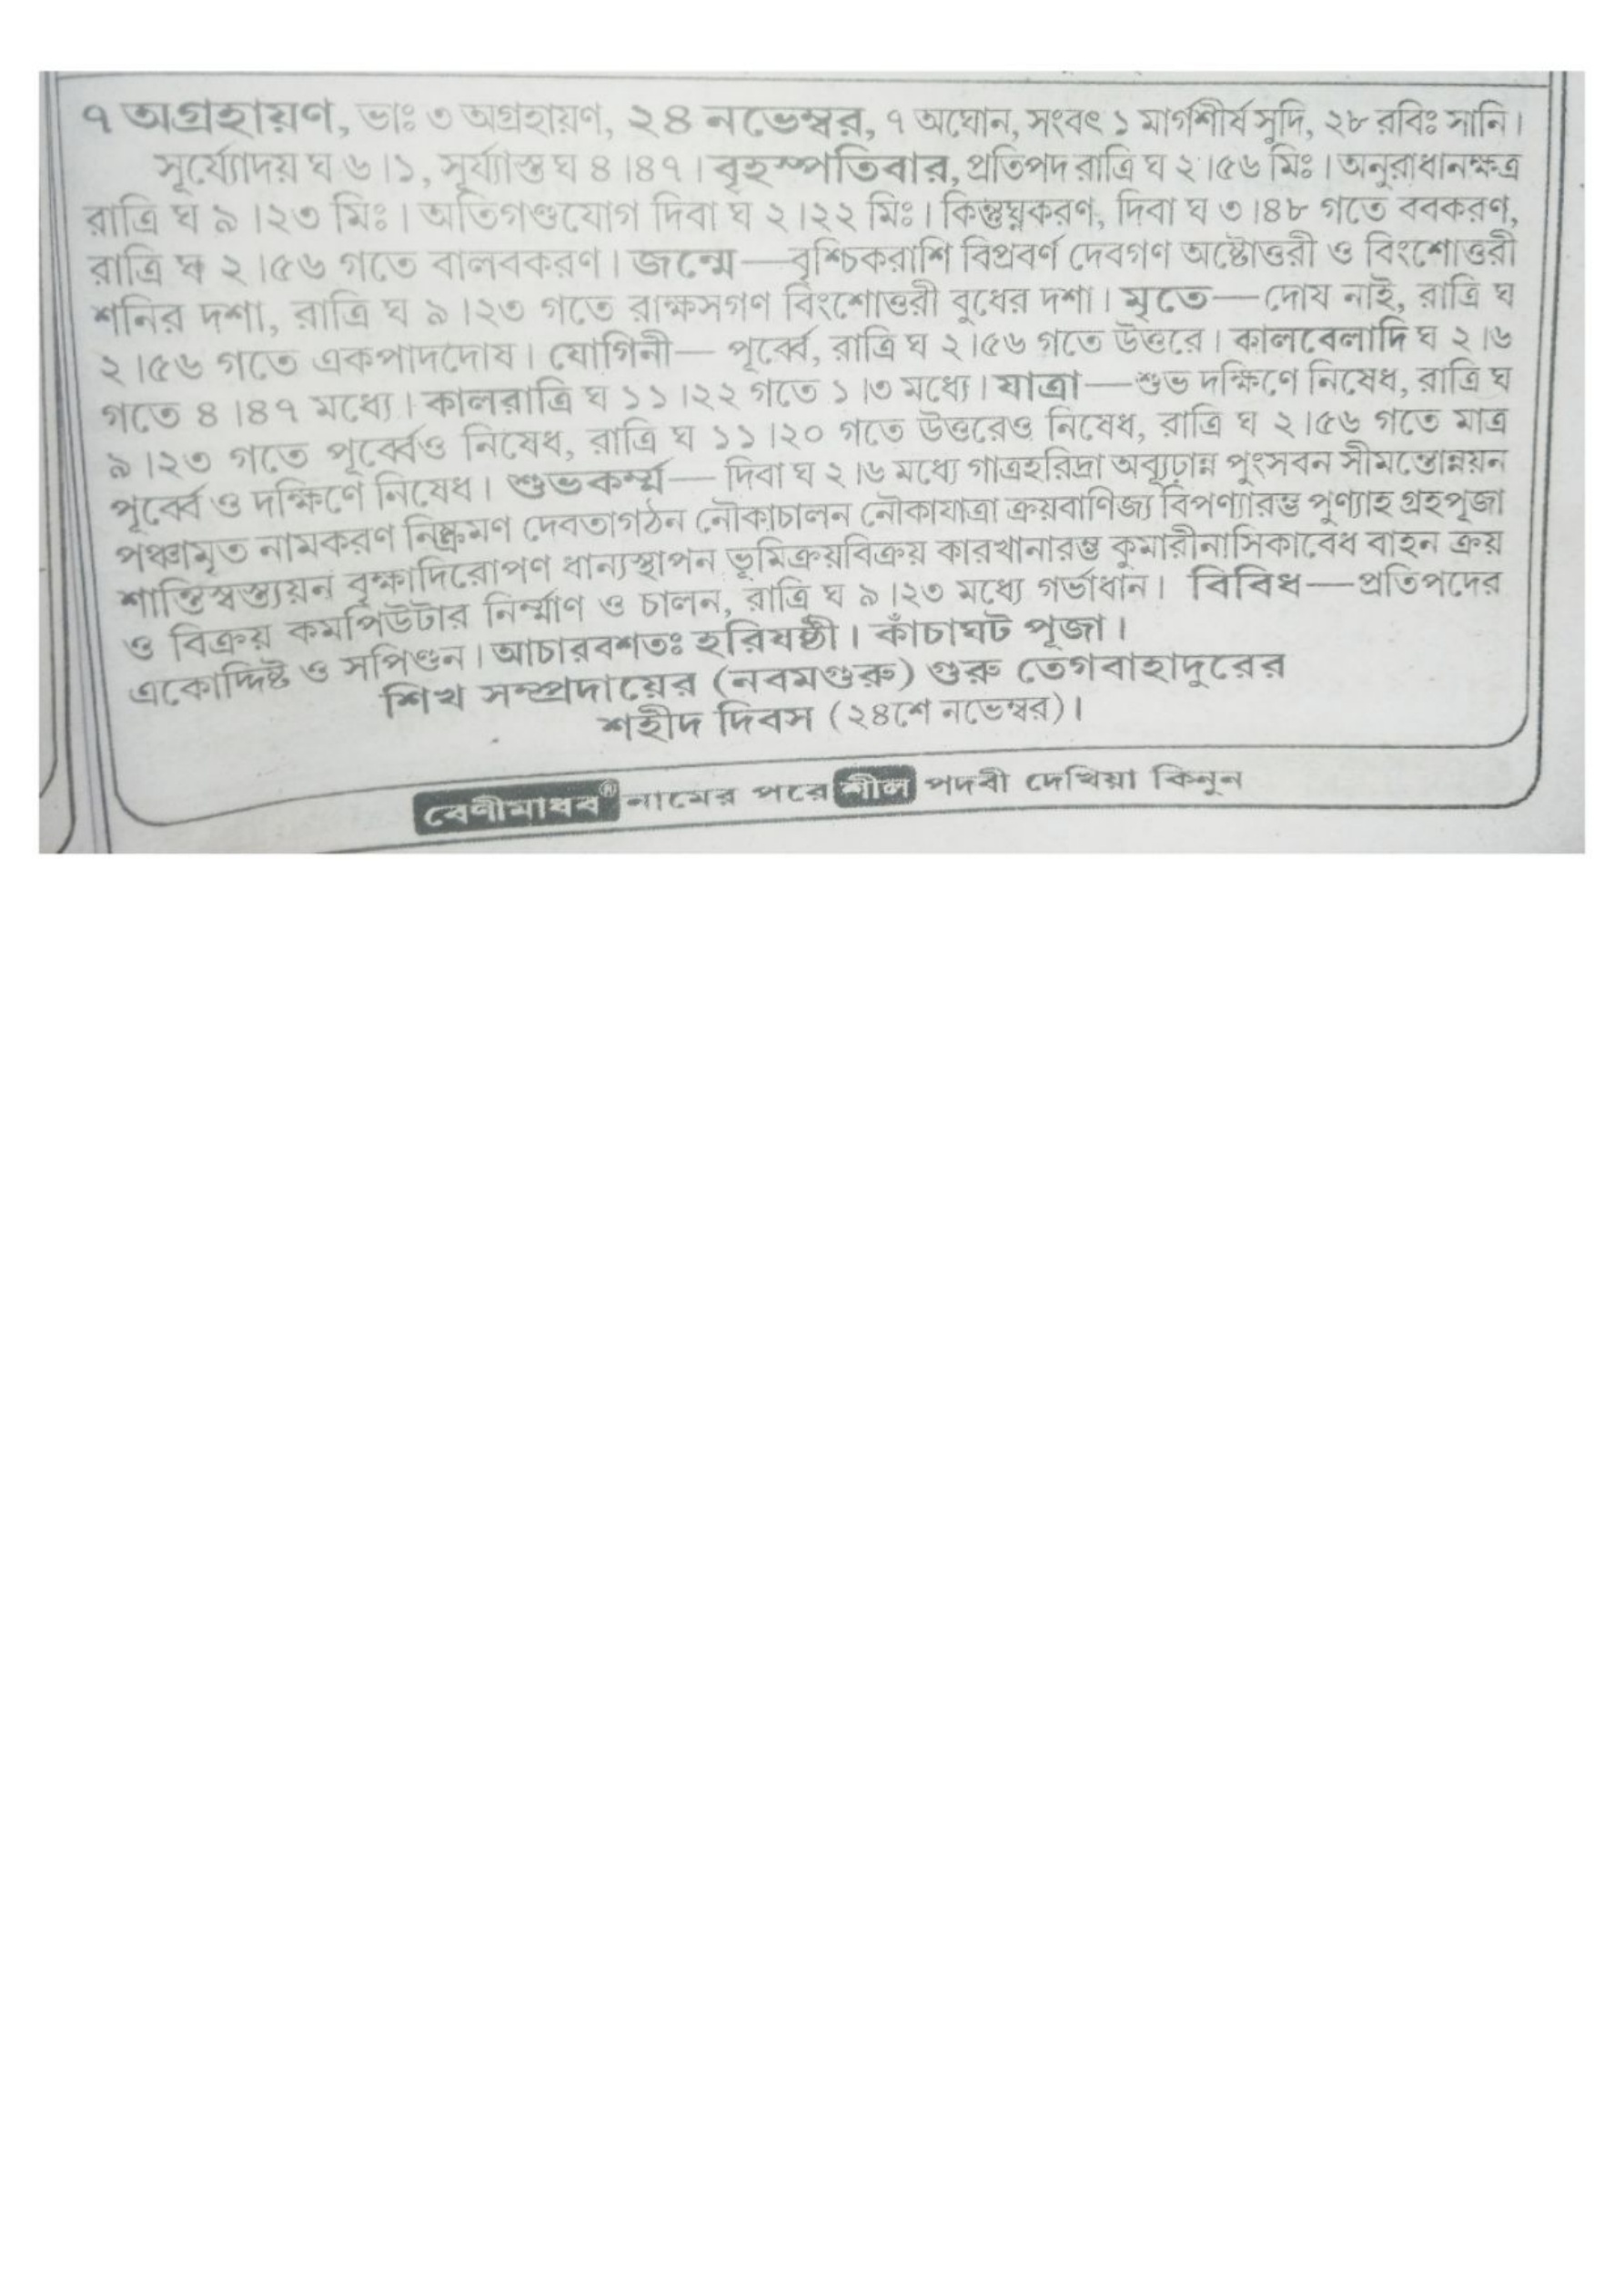 ৭ অগ্রহায়ণ, ভাঃ ৩ অগ্রহায়ণ, ২৪ নভেম্বর, ৭ অঘোন, সংবৎ ১ মার্গশীর্ষ সুদি, ২৮ রবিঃ সানি।
সূর্য্যোদয় ঘ ৬।১, সূর্য্যাস্ত ঘ ৪।৪৭। বৃহস্পতিবার, প্রতিপদ রাত্রি ঘ ২।৫৬ মিঃ। অনুরাধানক্ষত্র
রাত্রি ঘ ৯।২৩ মিঃ। অতিগণ্ডযোগ দিবা ঘ ২।২২ মিঃ। কিন্তুঘ্নকরণ, দিবা ঘ ৩।৪৮ গতে ববকরণ,
রাত্রি ঘ ২।৫৬ গতে বালবকরণ। জন্মে—বৃশ্চিকরাশি বিপ্রবর্ণ দেবগণ অষ্টোত্তরী ও বিংশোত্তরী
শনির দশা, রাত্রি ঘ ৯।২৩ গতে রাক্ষসগণ বিংশোত্তরী বুধের দশা। মৃতে—দোষ নাই, রাত্রি ঘ
২।৫৬ গতে একপাদদোষ। যোগিনী— পূর্ব্বে, রাত্রি ঘ ২।৫৬ গতে উত্তরে। কালবেলাদি ঘ ২।৬
গতে ৪।৪৭ মধ্যে। কালরাত্রি ঘ ১১।২২ গতে ১।৩ মধ্যে। যাত্রা—শুভ দক্ষিণে নিষেধ, রাত্রি ঘ
৯।২৩ গতে পূর্ব্বেও নিষেধ, রাত্রি ঘ ১১।২০ গতে উত্তরেও নিষেধ, রাত্রি ঘ ২।৫৬ গতে মাত্র
পূর্ব্বে ও দক্ষিণে নিষেধ। শুভকর্ম্ম— দিবা ঘ ২।৬ মধ্যে গাত্রহরিদ্রা অব্যূঢ়ান্ন পুংসবন সীমন্তোন্নয়ন
পঞ্চামৃত নামকরণ নিষ্ক্রমণ দেবতাগঠন নৌকাচালন নৌকাযাত্রা ক্রয়বাণিজ্য বিপণ্যারম্ভ পুণ্যাহ গ্রহপূজা
শান্তিস্বস্ত্যয়ন বৃক্ষাদিরোপণ ধান্যস্থাপন ভূমিক্রয়বিক্রয় কারখানারম্ভ কুমারীনাসিকাবেধ বাহন ক্রয়
ও বিক্রয় কমপিউটার নির্ম্মাণ ও চালন, রাত্রি ঘ ৯।২৩ মধ্যে গর্ভাধান। বিবিধ—প্রতিপদের
একোদ্দিষ্ট ও সপিণ্ডন। আচারবশতঃ হরিষষ্ঠী। কাঁচাঘট পূজা।
শিখ সম্প্রদায়ের (নবমগুরু) গুরু তেগবাহাদুরের
শহীদ দিবস (২৪শে নভেম্বর)।
বেণীমাধব® নামের পরে শীল পদবী দেখিয়া কিনুন